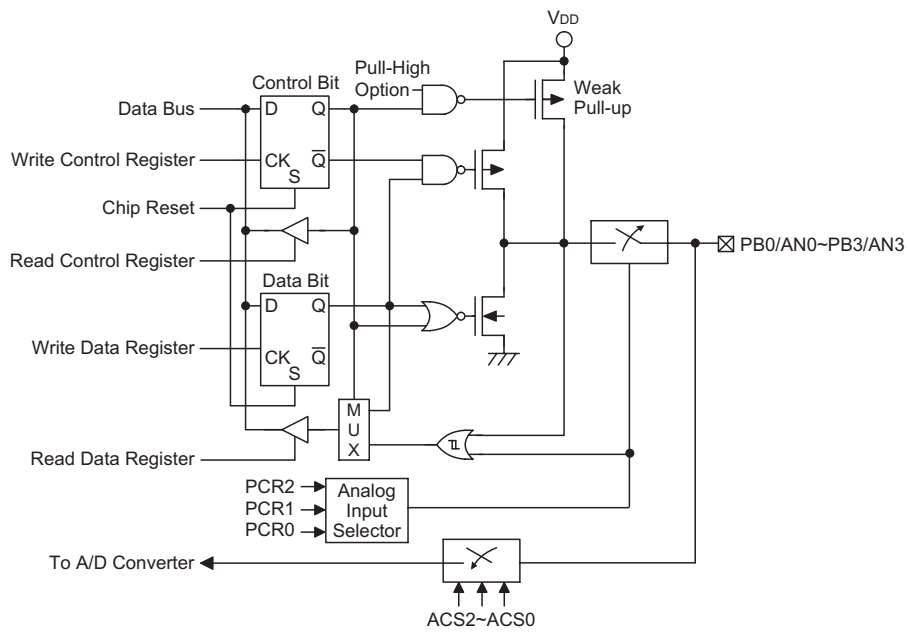 VDD
Pull-High
Option
Control Bit
Weak
Pull-up
Data Bus
D
Q
Write Control Register
CK
Q
S
Chip Reset
Read Control Register
PB0/AN0~PB3/AN3
Data Bit
D
Q
Write Data Register
CK
Q
S
M
U
X
Read Data Register
PCR2
PCR1
PCR0
Analog
Input
Selector
To A/D Converter
ACS2~ACS0